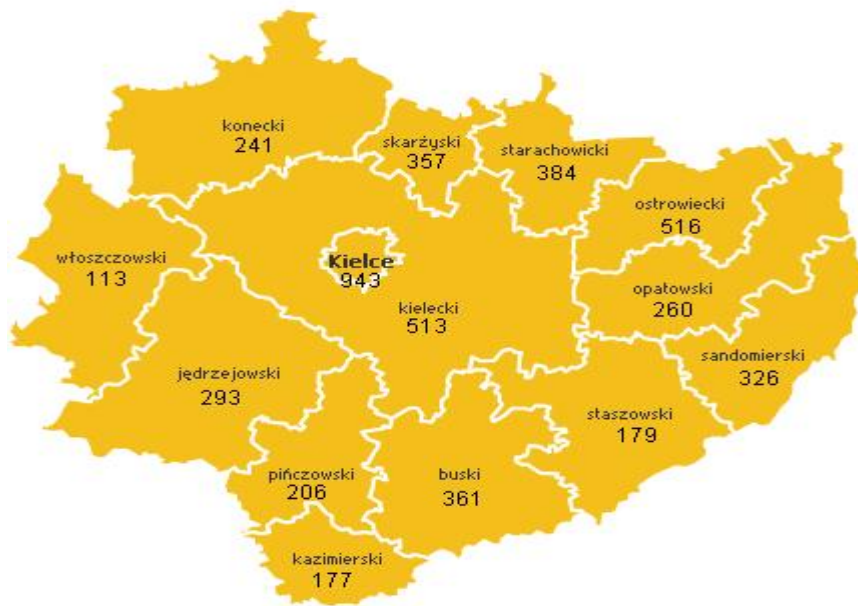 konecki
241
skarżyski
357
starachowicki
384
ostrowiecki
516
włoszczowski
113
Kielce
943
kielecki
513
opatowski
260
sandomierski
326
jędrzejowski
293
staszowski
179
pińczowski
206
buski
361
kazimierski
177